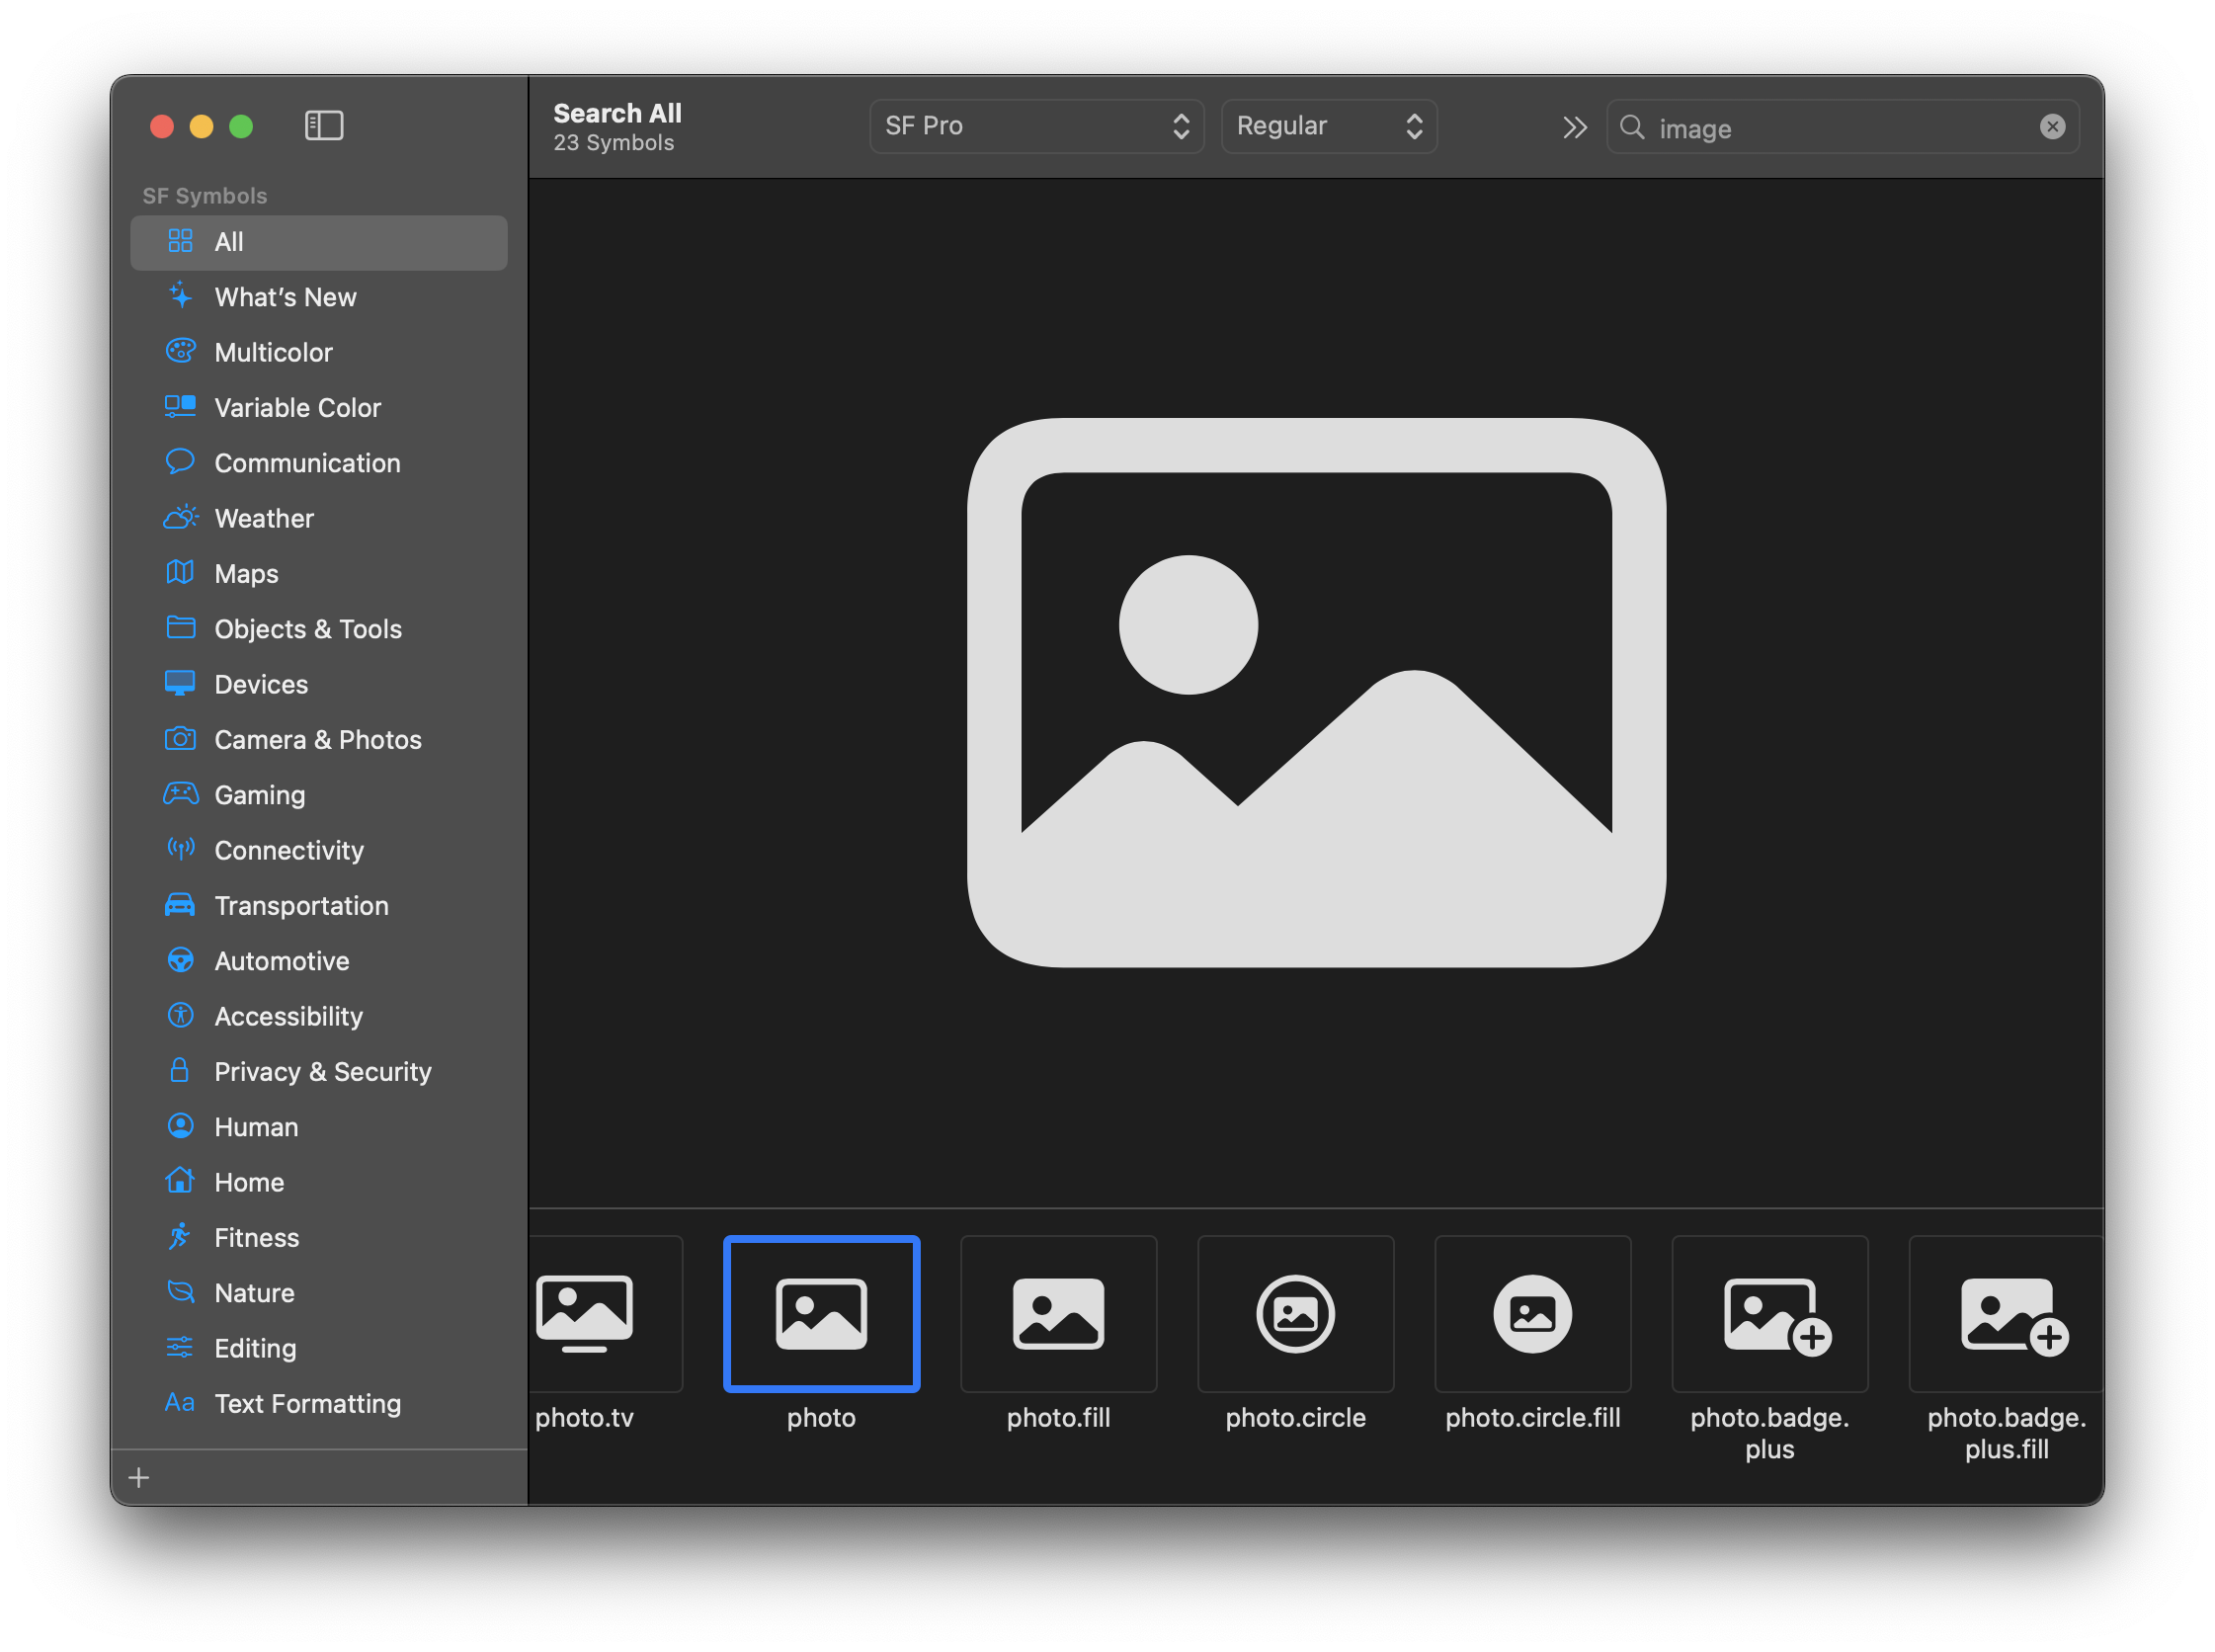 SF Symbols
All
What’s New
Multicolor
Variable Color
Communication
Weather
Maps
Objects & Tools
Devices
Camera & Photos
Gaming
Connectivity
Transportation
Automotive
Accessibility
Privacy & Security
Human
Home
Fitness
Nature
Editing
Aa Text Formatting
Search All
23 Symbols
SF Pro
Regular
image
photo.tv
photo
photo.fill
photo.circle
photo.circle.fill
photo.badge.
plus
photo.badge.
plus.fill